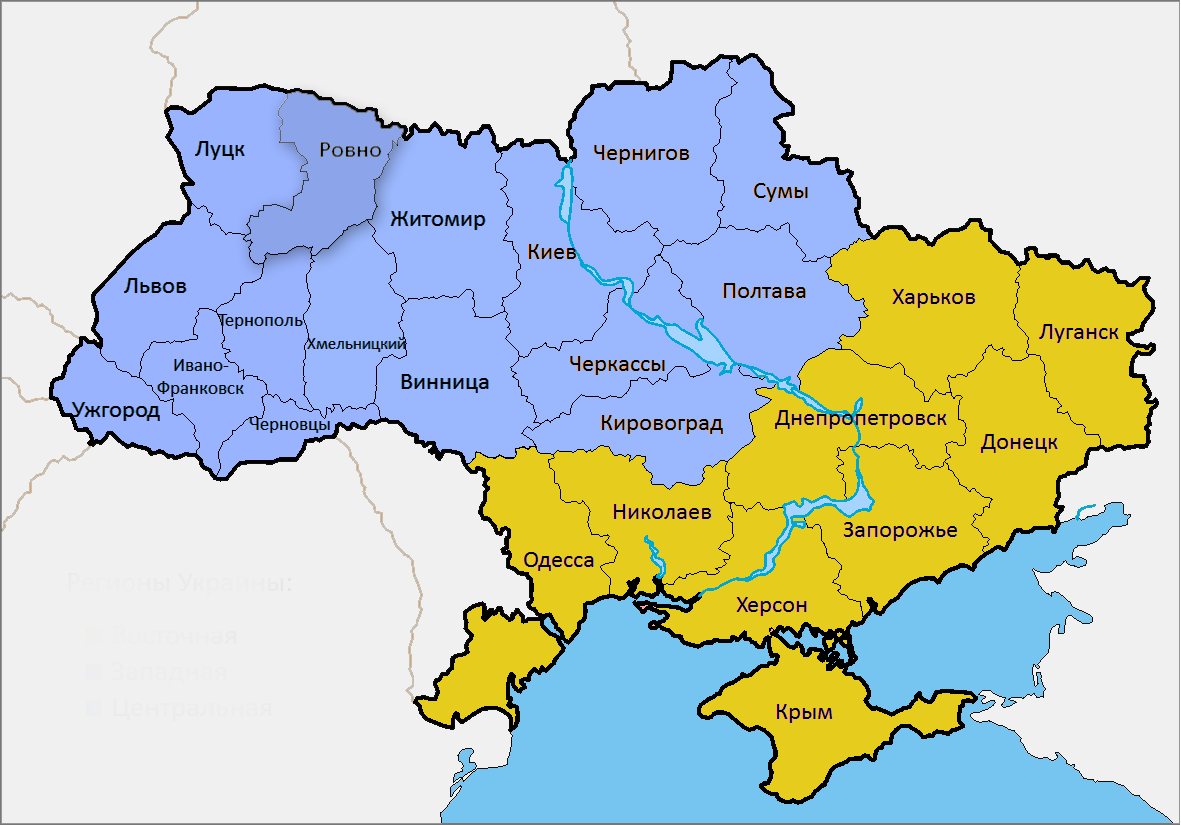 Луцк
Ровно
Чернигов
Сумы
Житомир
Киев
Львов
Полтава
Харьков
Тернополь
Хмельницкий
Луганск
Ивано-
Франковск
Винница
Черкассы
Ужгород
Черновцы
Кировоград
Днепропетровск
Донецк
Николаев
Запорожье
Одесса
Херсон
Регионы Украины:
Восточная
Западная
Центральная
Крым